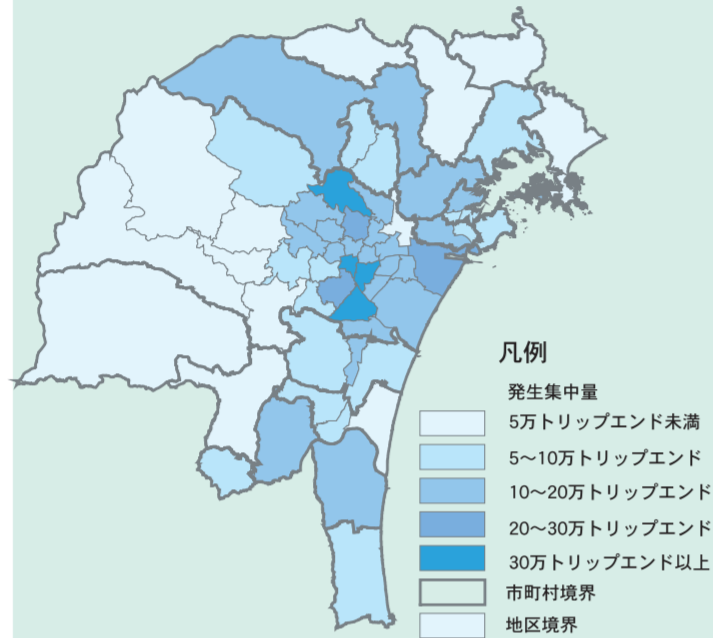 凡例
発生集中量
5万トリップエンド未満
5〜10万トリップエンド
10〜20万トリップエンド
20〜30万トリップエンド
30万トリップエンド以上
市町村境界
地区境界